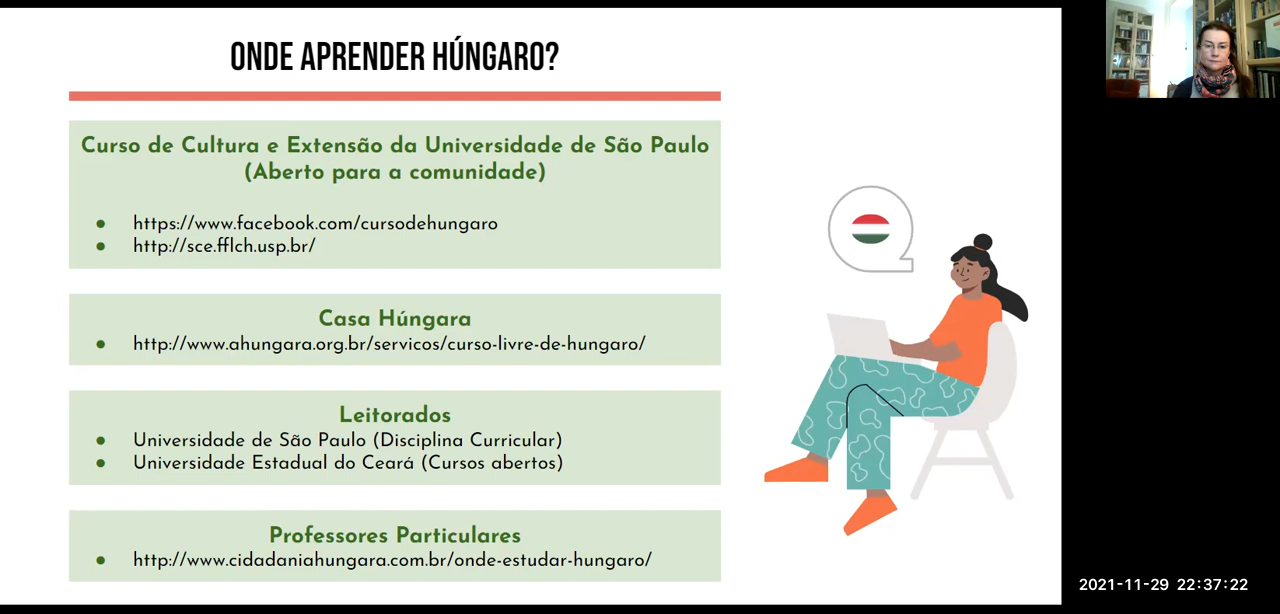 ONDE APRENDER HÚNGARO?
Curso de Cultura e Extensão da Universidade de São Paulo
(Aberto para a comunidade)
● https://www.facebook.com/cursodehungaro
● http://sce.fflch.usp.br/
Casa Húngara
● http://www.ahungara.org.br/servicos/curso-livre-de-hungaro/
Leitorados
● Universidade de São Paulo (Disciplina Curricular)
● Universidade Estadual do Ceará (Cursos abertos)
Professores Particulares
● http://www.cidadaniahungara.com.br/onde-estudar-hungaro/
2021-11-29 22:37:22